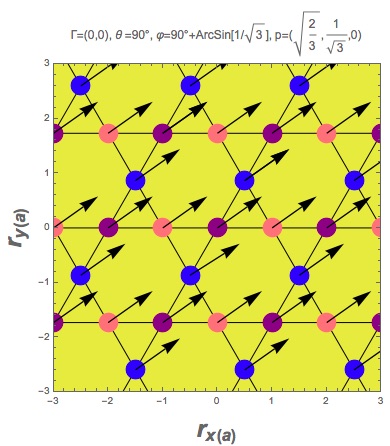 Γ=(0,0), θ=90°, φ=90°+ArcSin[1/√3], p=(√(2/3), 1/√3, 0)
3
2
1
0
−1
−2
−3
r_y(a)
−3 −2 −1 0 1 2 3
r_x(a)